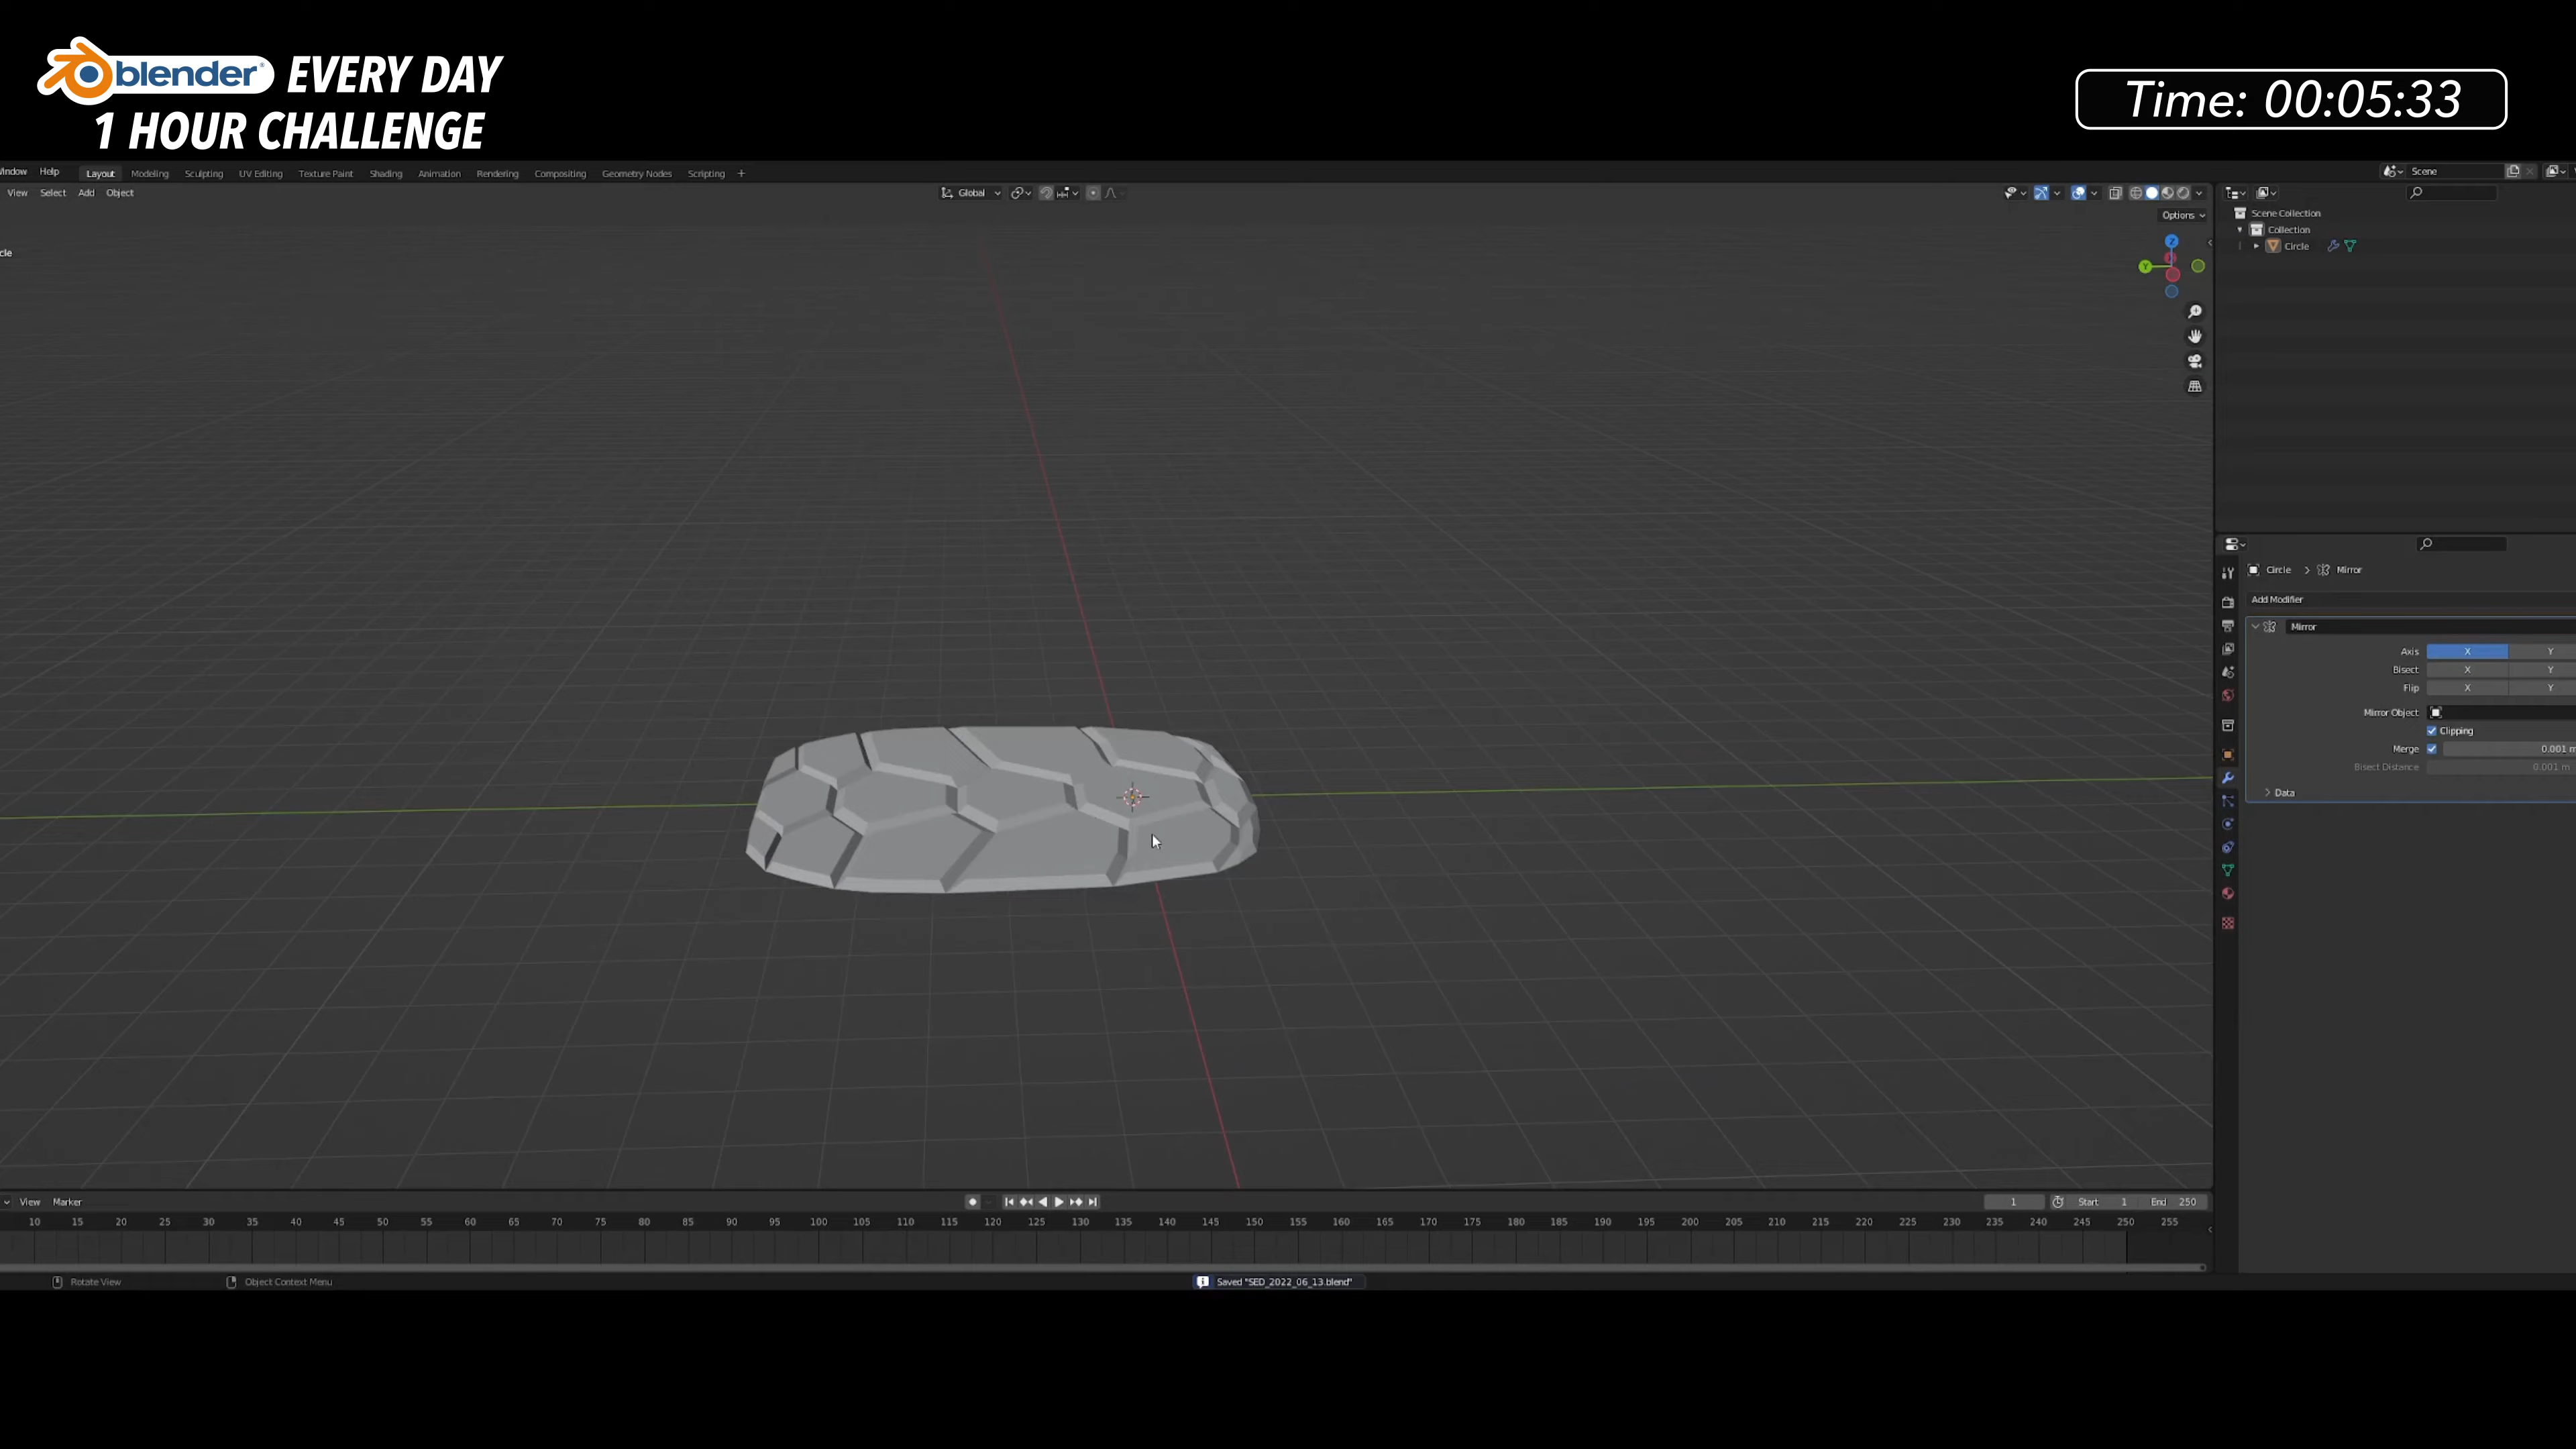 blender EVERY DAY
1 HOUR CHALLENGE
Time: 00:05:33
Window Help Layout Modeling Sculpting UV Editing Texture Paint Shading Animation Rendering Compositing Geometry Nodes Scripting +
Scene
View Select Add Object
Global
Options
Scene Collection
Collection
Circle
cle
Z
Y
Circle > Mirror
Add Modifier
Mirror
Axis X Y
Bisect X Y
Flip X Y
Mirror Object
Clipping
Merge 0.001 m
Bisect Distance 0.001 m
Data
View Marker
1 Start 1 End 250
10 15 20 25 30 35 40 45 50 55 60 65 70 75 80 85 90 95 100 105 110 115 120 125 130 135 140 145 150 155 160 165 170 175 180 185 190 195 200 205 210 215 220 225 230 235 240 245 250 255
Rotate View
Object Context Menu
Saved "SED_2022_06_13.blend"